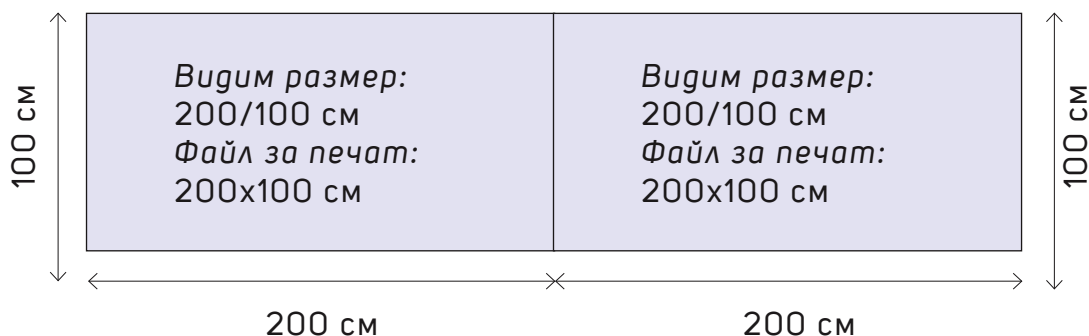 Видим размер:
200/100 см
Файл за печат:
200x100 см
Видим размер:
200/100 см
Файл за печат:
200x100 см
100 см
100 см
200 см
200 см